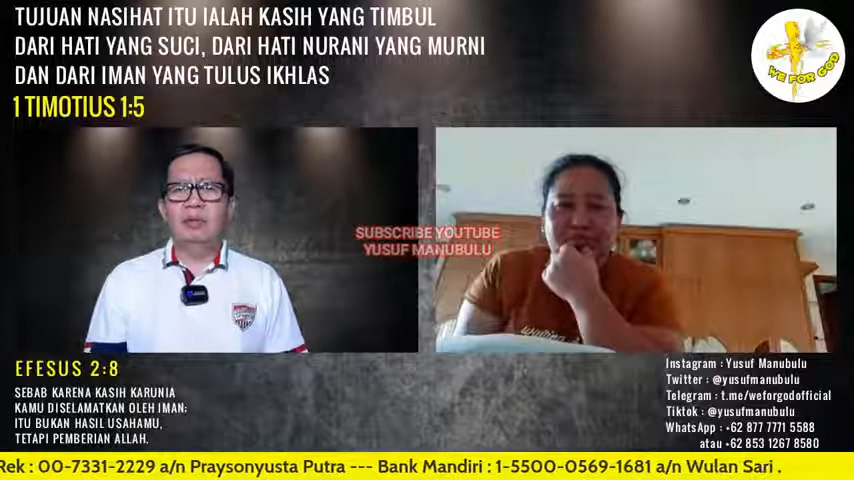 TUJUAN NASIHAT ITU IALAH KASIH YANG TIMBUL
DARI HATI YANG SUCI, DARI HATI NURANI YANG MURNI
DAN DARI IMAN YANG TULUS IKHLAS
1 TIMOTIUS 1:5
WE FOR GOD
SUBSCRIBE YOUTUBE
YUSUF MANUBULU
EFESUS 2:8
SEBAB KARENA KASIH KARUNIA
KAMU DISELAMATKAN OLEH IMAN;
ITU BUKAN HASIL USAHAMU,
TETAPI PEMBERIAN ALLAH.
Instagram : Yusuf Manubulu
Twitter : @yusufmanubulu
Telegram : t.me/weforgodofficial
Tiktok : @yusufmanubulu
WhatsApp : +62 877 7771 5588
atau +62 853 1267 8580
Rek : 00-7331-2229 a/n Praysonyusta Putra --- Bank Mandiri : 1-5500-0569-1681 a/n Wulan Sari .